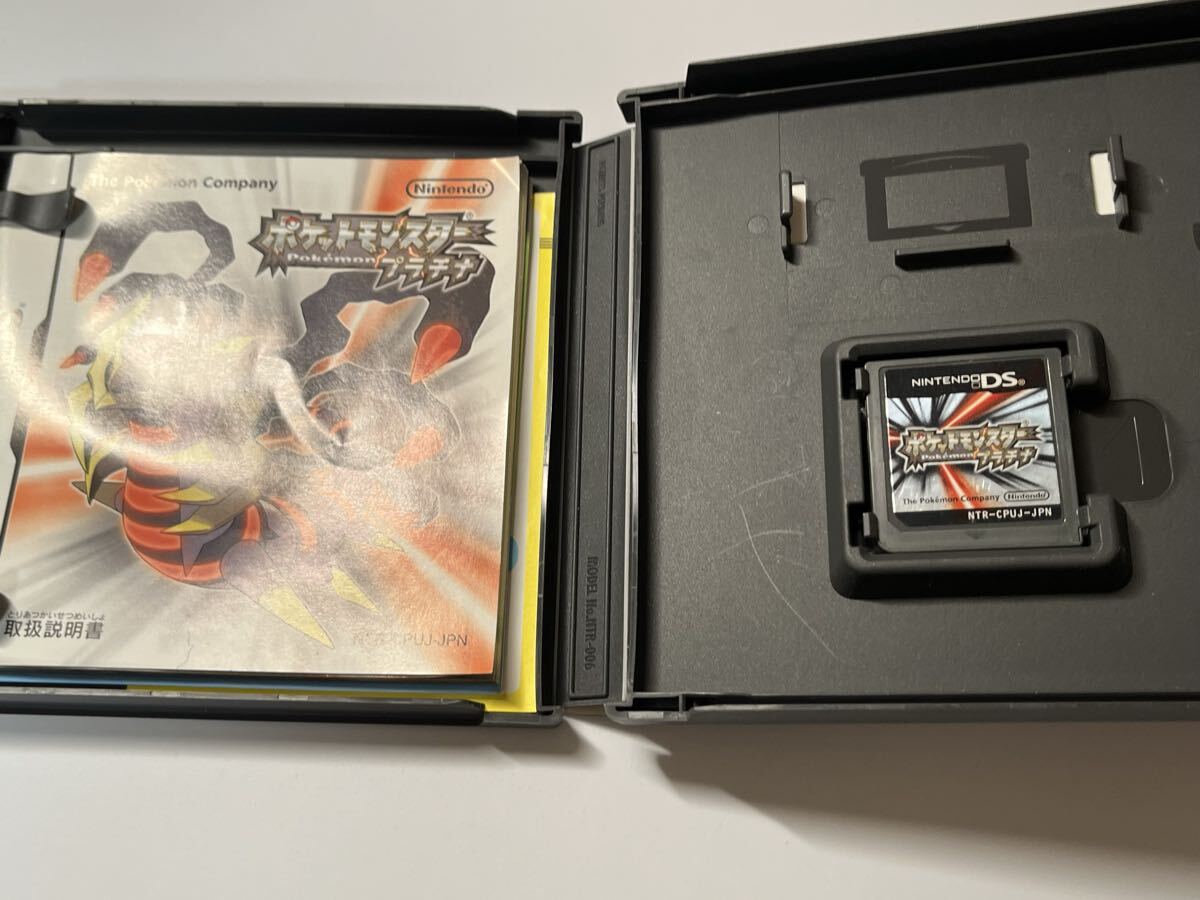 The Pokémon Company
Nintendo
ポケットモンスター
Pokémon
プラチナ
とりあつかいせつめいしょ
取扱説明書
CPUJ-JPN
MODEL No.NTR-006
NINTENDO DS
ポケットモンスター
Pokémon
プラチナ
The Pokémon Company
Nintendo
NTR-CPUJ-JPN